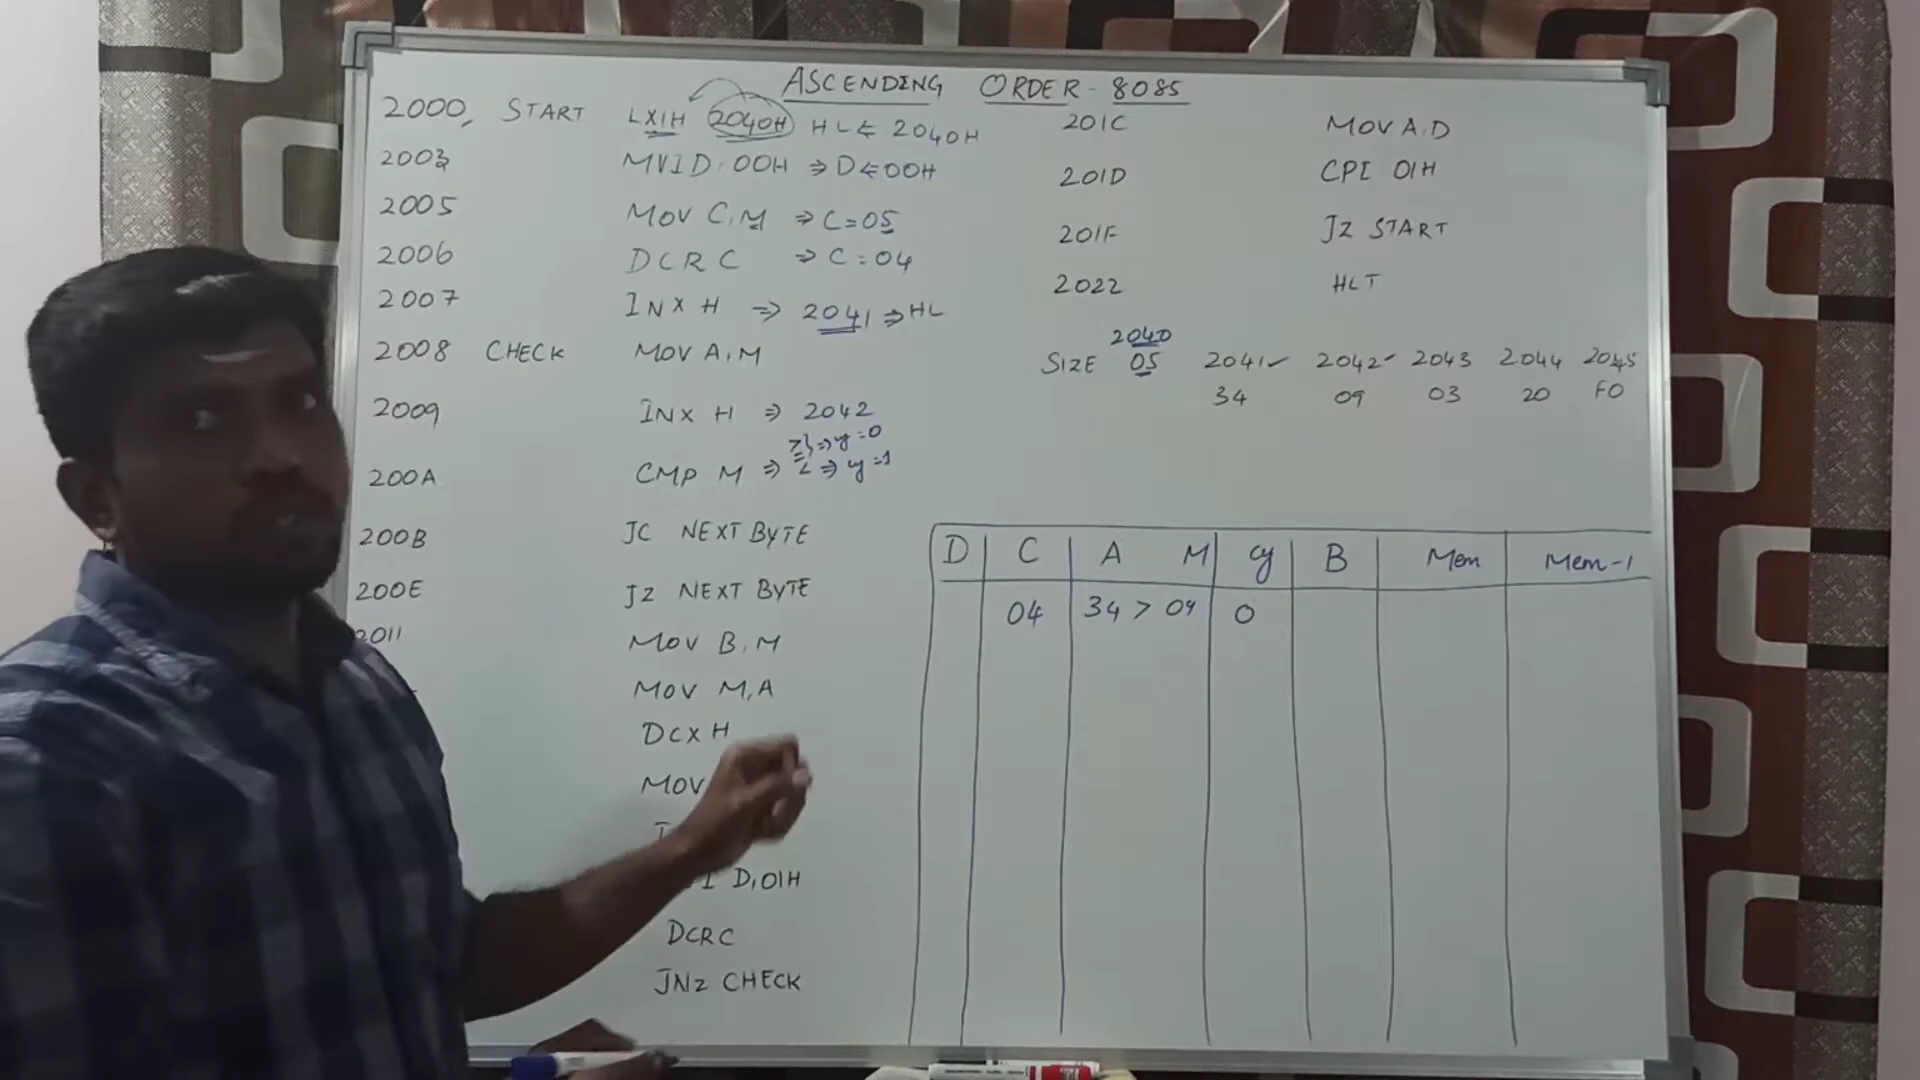 ASCENDING ORDER - 8085
2000, START LXIH 2040H HL ⇐ 2040H
2003 MVI D, 00H ⇒ D ⇐ 00H
2005 MOV C, M ⇒ C = 05
2006 DCR C ⇒ C = 04
2007 INX H ⇒ 2041 ⇒ HL
2008 CHECK MOV A, M
2009 INX H ⇒ 2042
200A CMP M ⇒
> = } ⇒ cy = 0
< ⇒ cy = 1
200B JC NEXT BYTE
200E JZ NEXT BYTE
2011 MOV B, M
MOV M, A
DCX H
MOV
I D, 01H
DCRC
JNZ CHECK
201C MOV A, D
201D CPI 01H
201F JZ START
2022 HLT
2040
SIZE 05 2041 ✓ 2042 ✓ 2043 2044 2045
34 09 03 20 F0
D C A M cy B Mem Mem-1
04 34 > 09 0